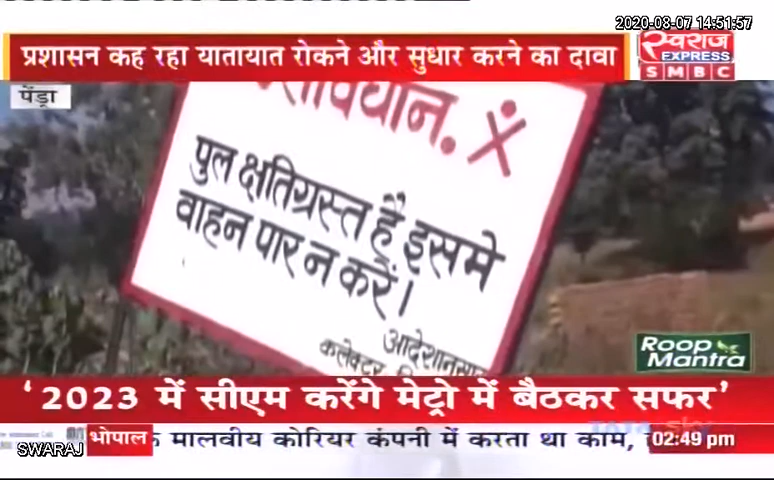 2020-08-07 14:51:57
प्रशासन कह रहा यातायात रोकने और सुधार करने का दावा
स्वराज
EXPRESS
SMBC
पेंड्रा
पुल क्षतिग्रस्त है इसमे
वाहन पार न करें।
आदेशानुसार
कलेक्टर
Roop
Mantra
‘2023 में सीएम करेंगे मेट्रो में बैठकर सफर’
भोपाल
मालवीय कोरियर कंपनी में करता था काम,
02:49 pm
SWARAJ
TATA Sky